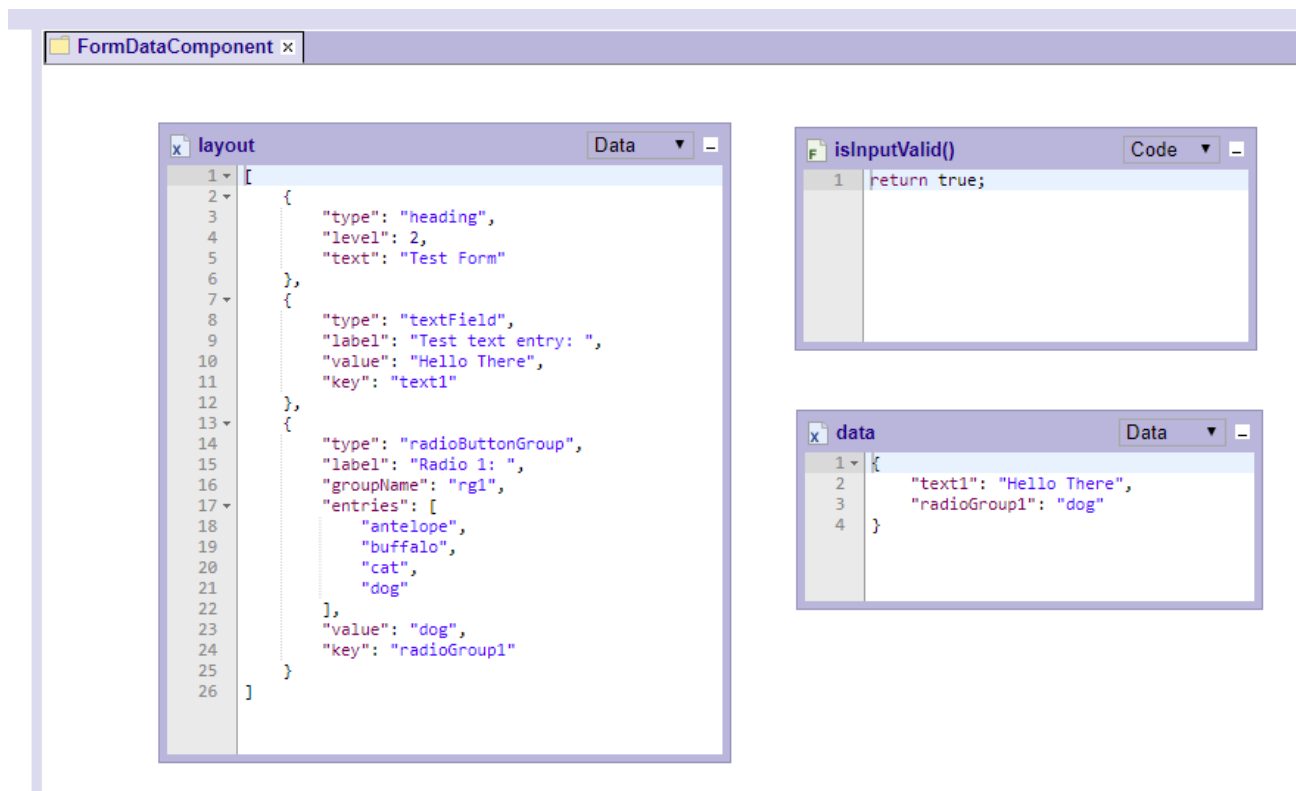 FormDataComponent ×
layout Data ▼ –
1 [
2     {
3         "type": "heading",
4         "level": 2,
5         "text": "Test Form"
6     },
7     {
8         "type": "textField",
9         "label": "Test text entry: ",
10         "value": "Hello There",
11         "key": "text1"
12     },
13     {
14         "type": "radioButtonGroup",
15         "label": "Radio 1: ",
16         "groupName": "rg1",
17         "entries": [
18             "antelope",
19             "buffalo",
20             "cat",
21             "dog"
22         ],
23         "value": "dog",
24         "key": "radioGroup1"
25     }
26 ]
isInputValid() Code ▼ –
1 return true;
data Data ▼ –
1 {
2     "text1": "Hello There",
3     "radioGroup1": "dog"
4 }